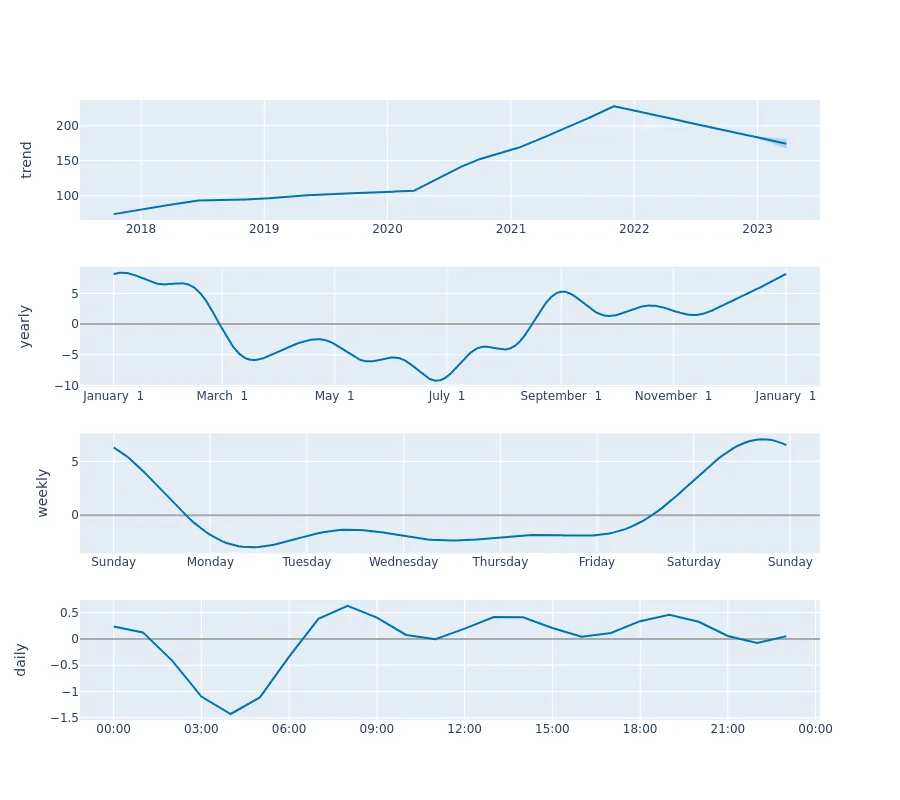 trend
200
150
100
2018 2019 2020 2021 2022 2023
yearly
5
0
−5
−10
January 1 March 1 May 1 July 1 September 1 November 1 January 1
weekly
5
0
Sunday Monday Tuesday Wednesday Thursday Friday Saturday Sunday
daily
0.5
0
−0.5
−1
−1.5
00:00 03:00 06:00 09:00 12:00 15:00 18:00 21:00 00:00